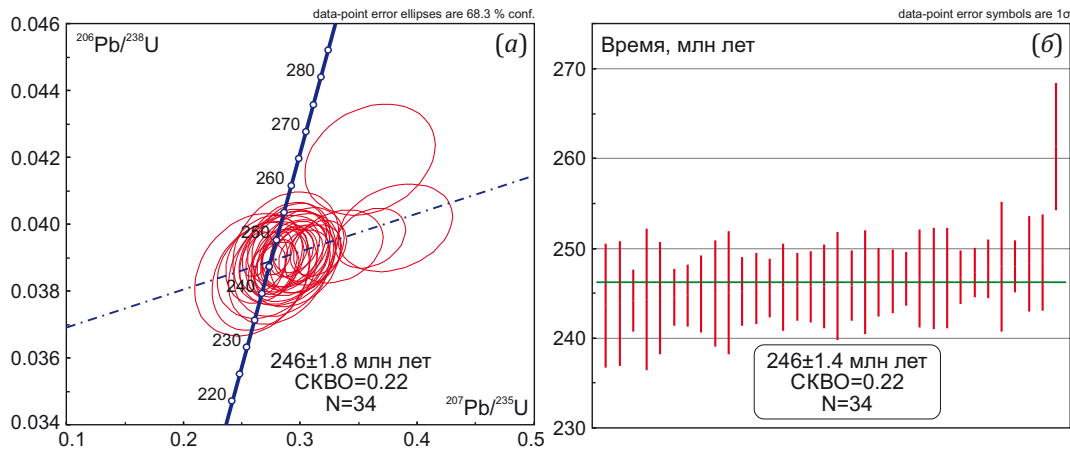 data-point error ellipses are 68.3 % conf.
0.046
0.044
0.042
0.040
0.038
0.036
0.034
²⁰⁶Pb/²³⁸U
(а)
280
270
260
250
240
230
220
246±1.8 млн лет
СКВО=0.22
N=34
²⁰⁷Pb/²³⁵U
0.1 0.2 0.3 0.4 0.5
data-point error symbols are 1σ
Время, млн лет
(б)
270
260
250
240
230
246±1.4 млн лет
СКВО=0.22
N=34